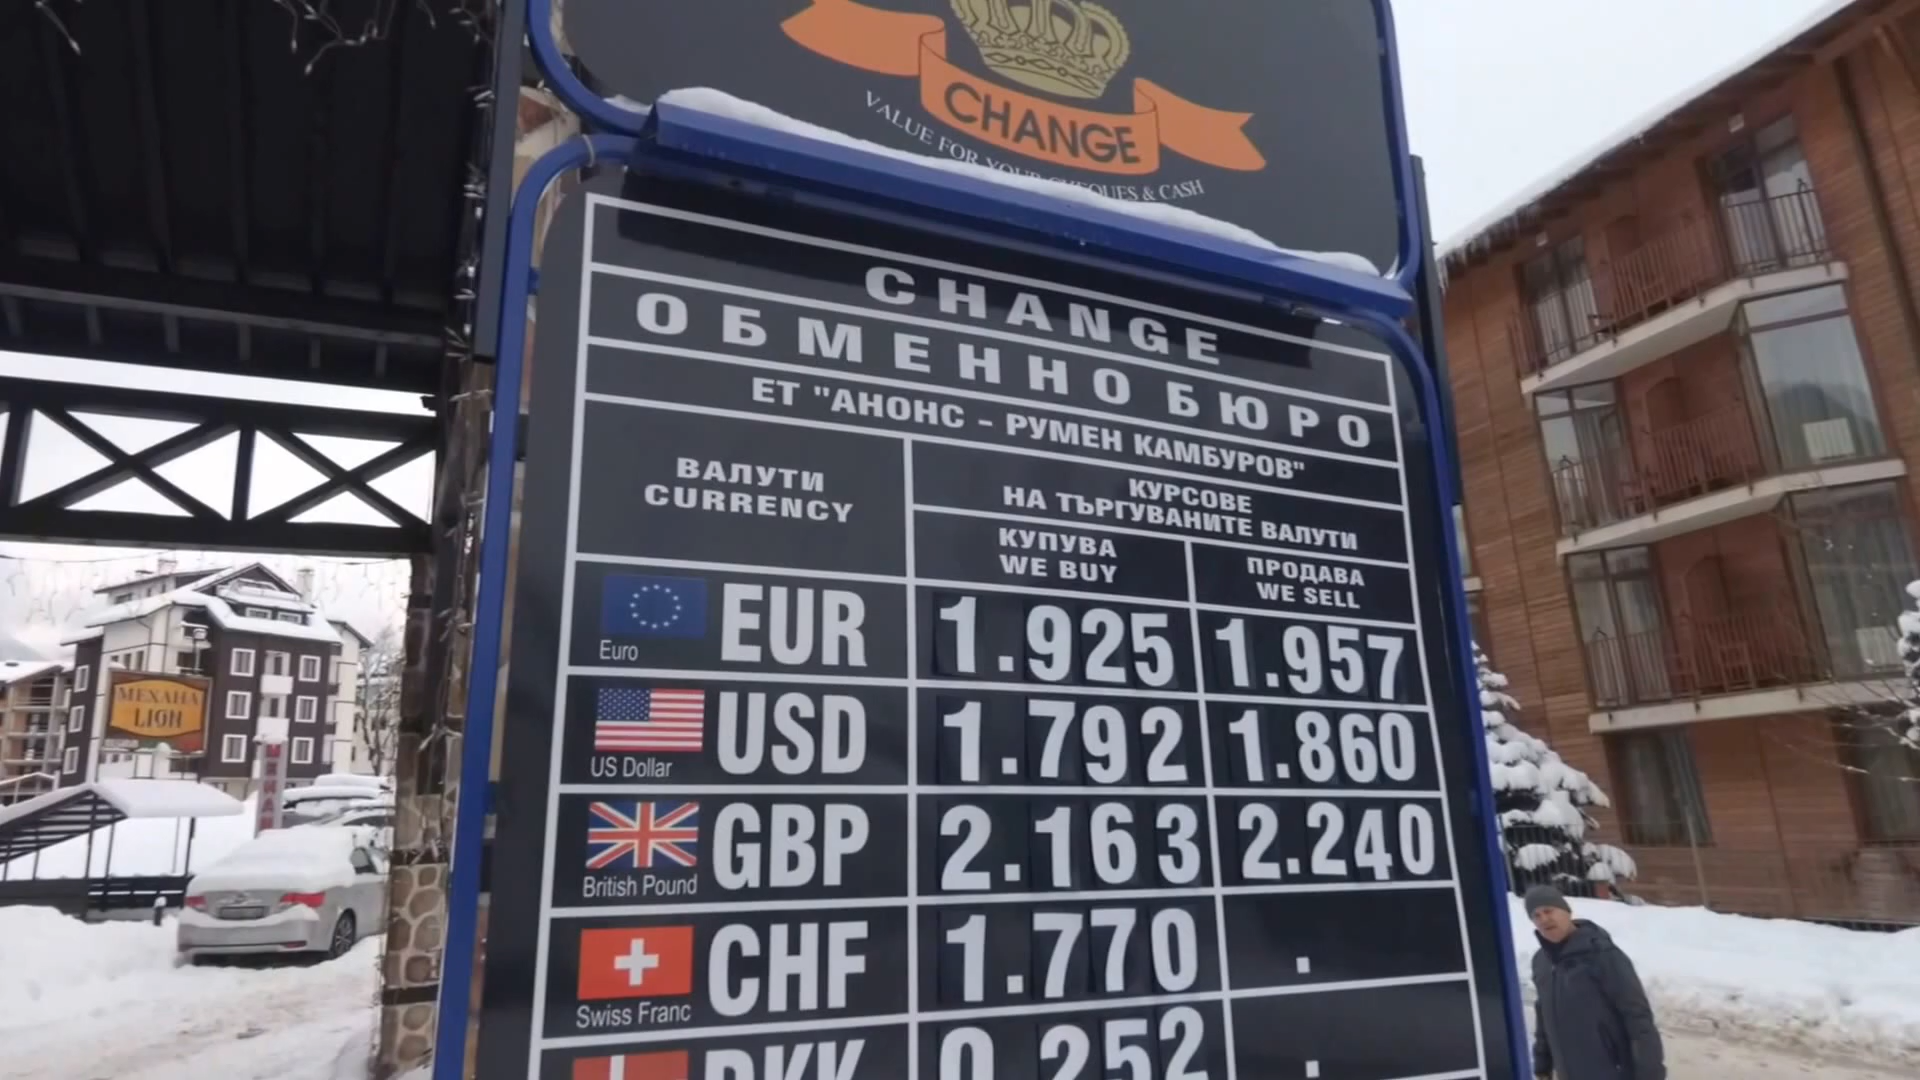 CHANGE
VALUE FOR YOUR CHEQUES & CASH
CHANGE
ОБМЕННО БЮРО
ЕТ "АНОНС - РУМЕН КАМБУРОВ"
ВАЛУТИ
CURRENCY
КУРСОВЕ
НА ТЪРГУВАНИТЕ ВАЛУТИ
КУПУВА
WE BUY
ПРОДАВА
WE SELL
EUR 1.925 1.957
Euro
USD 1.792 1.860
US Dollar
GBP 2.163 2.240
British Pound
CHF 1.770 .
Swiss Franc
DKK 0.252 .
МЕХАНА
LION